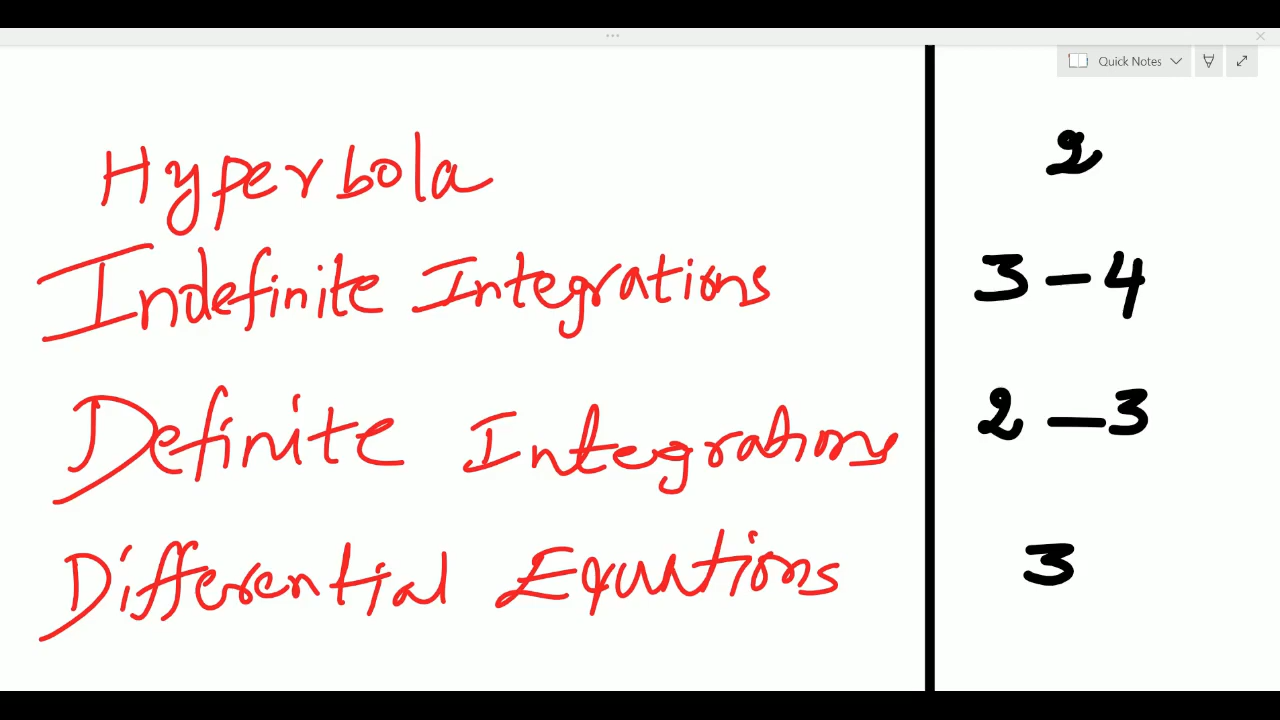 Quick Notes
Hyperbola 2
Indefinite Integrations 3 - 4
Definite Integrations 2 - 3
Differential Equations 3